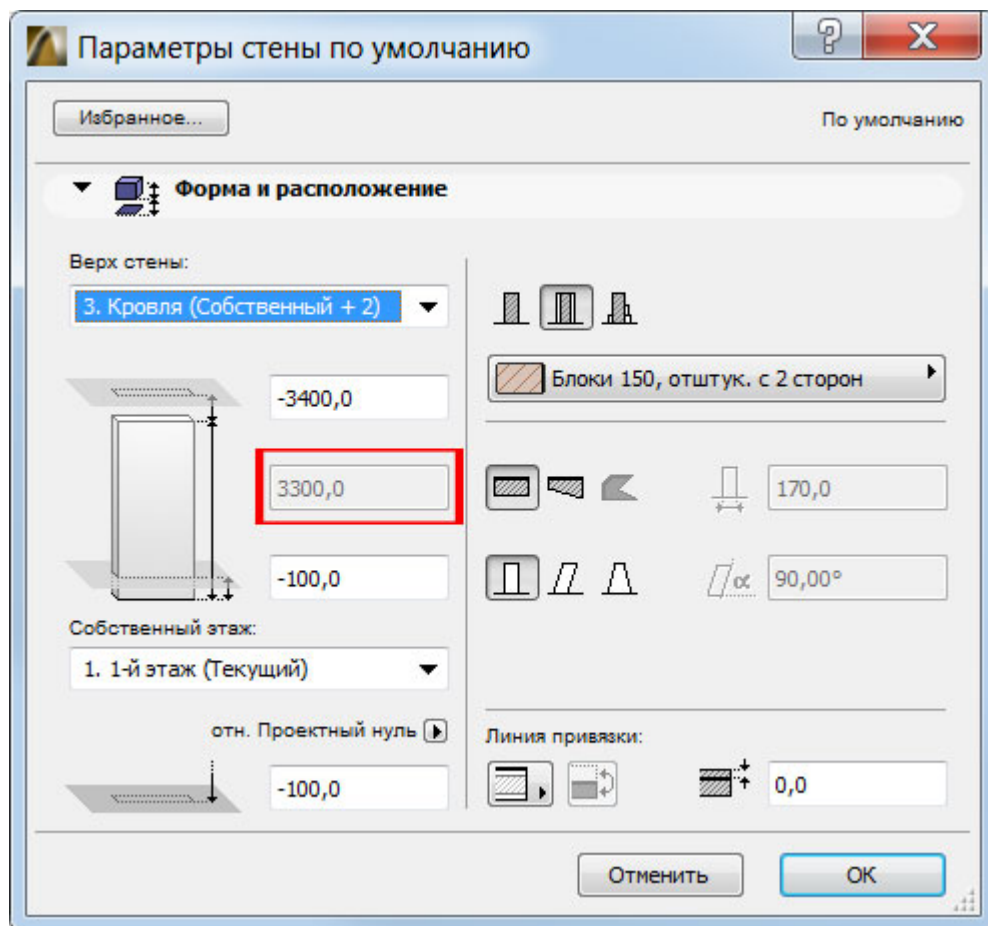 Параметры стены по умолчанию
Избранное...
По умолчанию
Форма и расположение
Верх стены:
3. Кровля (Собственный + 2)
-3400,0
3300,0
-100,0
Собственный этаж:
1. 1-й этаж (Текущий)
отн. Проектный нуль
-100,0
Блоки 150, отштук. с 2 сторон
170,0
α 90,00°
Линия привязки:
0,0
Отменить
OK